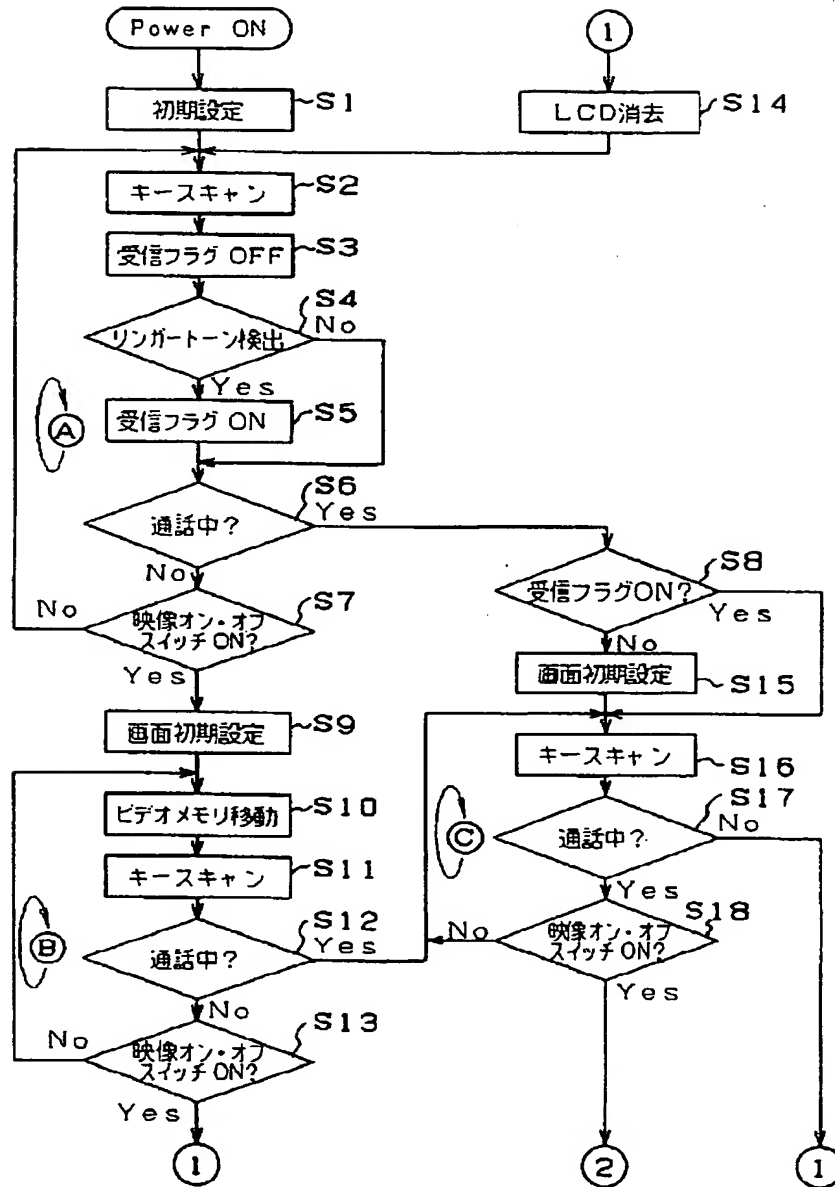 Power ON
初期設定
S1
キースキャン
S2
受信フラグ OFF
S3
リンガートーン検出
S4
No
Yes
受信フラグ ON
S5
A
通話中?
S6
Yes
No
映像オン・オフ
スイッチON?
S7
No
Yes
画面初期設定
S9
ビデオメモリ移動
S10
キースキャン
S11
B
通話中?
S12
Yes
No
映像オン・オフ
スイッチON?
S13
No
Yes
1
1
LCD消去
S14
受信フラグON?
S8
Yes
No
画面初期設定
S15
キースキャン
S16
C
通話中?
S17
No
Yes
映像オン・オフ
スイッチON?
S18
No
Yes
2
1